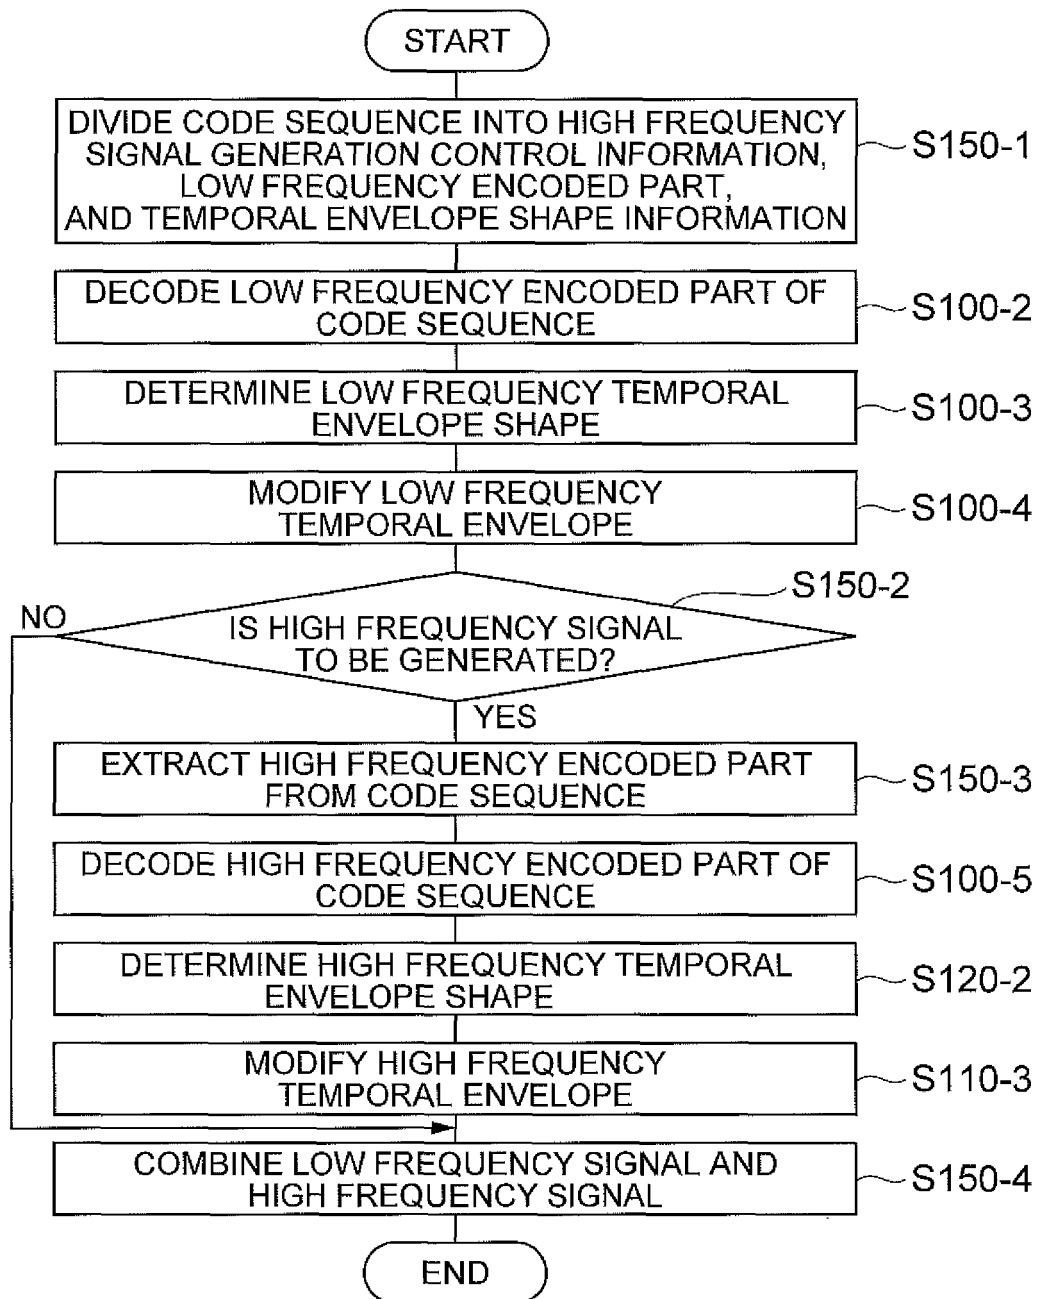 START
DIVIDE CODE SEQUENCE INTO HIGH FREQUENCY
SIGNAL GENERATION CONTROL INFORMATION,
LOW FREQUENCY ENCODED PART,
AND TEMPORAL ENVELOPE SHAPE INFORMATION
S150-1
DECODE LOW FREQUENCY ENCODED PART OF
CODE SEQUENCE
S100-2
DETERMINE LOW FREQUENCY TEMPORAL
ENVELOPE SHAPE
S100-3
MODIFY LOW FREQUENCY
TEMPORAL ENVELOPE
S100-4
S150-2
NO
IS HIGH FREQUENCY SIGNAL
TO BE GENERATED?
YES
EXTRACT HIGH FREQUENCY ENCODED PART
FROM CODE SEQUENCE
S150-3
DECODE HIGH FREQUENCY ENCODED PART OF
CODE SEQUENCE
S100-5
DETERMINE HIGH FREQUENCY TEMPORAL
ENVELOPE SHAPE
S120-2
MODIFY HIGH FREQUENCY
TEMPORAL ENVELOPE
S110-3
COMBINE LOW FREQUENCY SIGNAL AND
HIGH FREQUENCY SIGNAL
S150-4
END